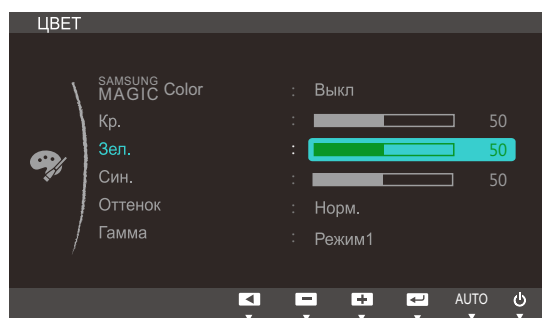 ЦВЕТ
SAMSUNG MAGIC Color : Выкл
Кр. : 50
Зел. : 50
Син. : 50
Оттенок : Норм.
Гамма : Режим1
AUTO